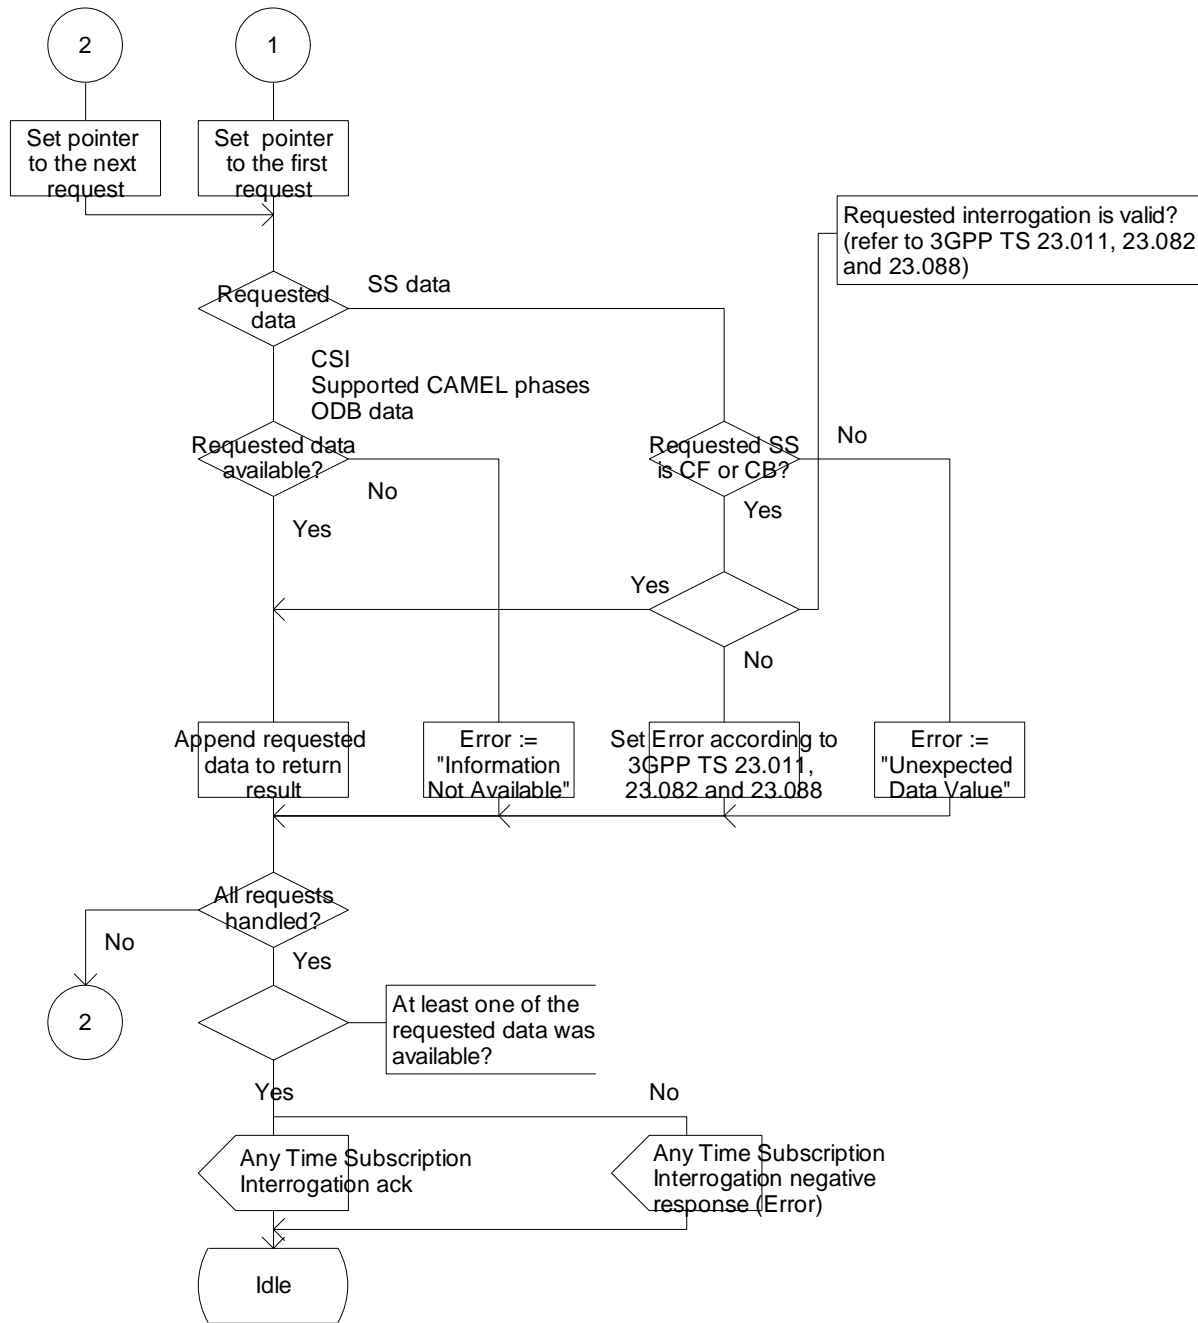 2
1
Set pointer
to the next
request
Set pointer
to the first
request
Requested interrogation is valid?
(refer to 3GPP TS 23.011, 23.082
and 23.088)
Requested
data
SS data
CSI
Supported CAMEL phases
ODB data
Requested data
available?
No
Yes
Requested SS
is CF or CB?
No
Yes
Yes
No
Append requested
data to return
result
Error :=
"Information
Not Available"
Set Error according to
3GPP TS 23.011,
23.082 and 23.088
Error :=
"Unexpected
Data Value"
All requests
handled?
No
Yes
2
At least one of the
requested data was
available?
Yes
No
Any Time Subscription
Interrogation ack
Any Time Subscription
Interrogation negative
response (Error)
Idle